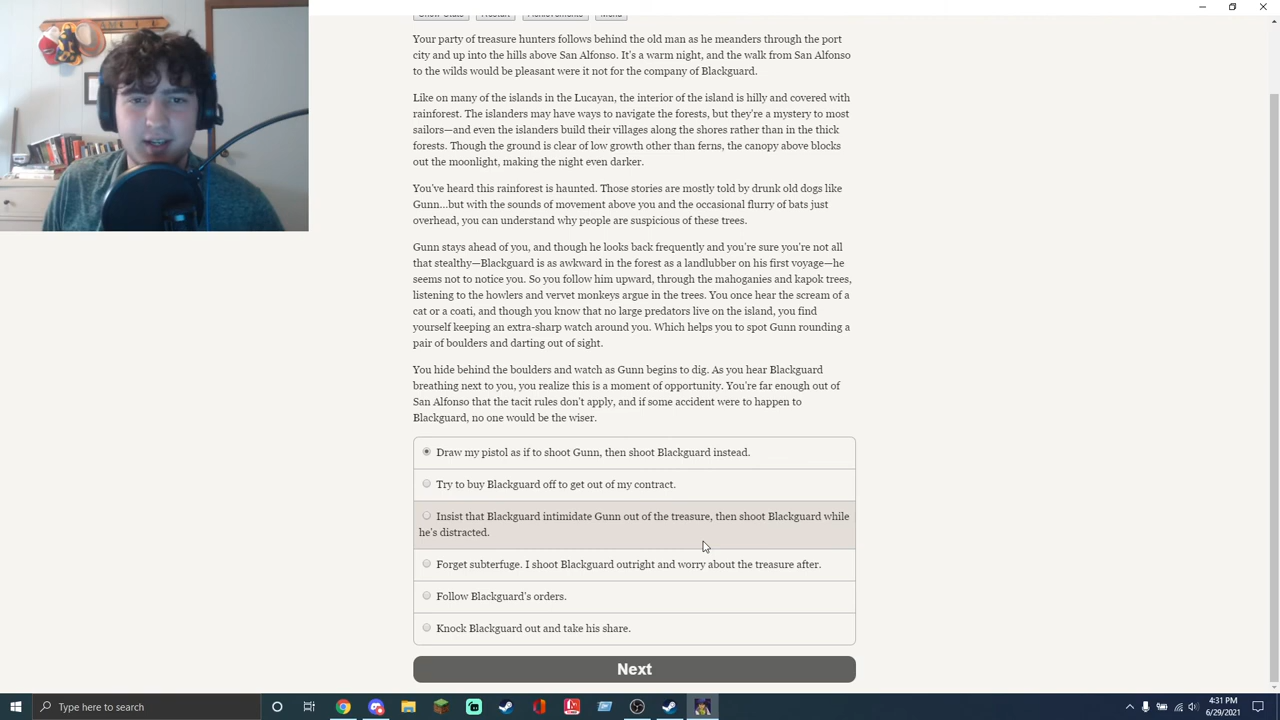 Show Stats Restart Achievements Menu
Your party of treasure hunters follows behind the old man as he meanders through the port
city and up into the hills above San Alfonso. It's a warm night, and the walk from San Alfonso
to the wilds would be pleasant were it not for the company of Blackguard.
Like on many of the islands in the Lucayan, the interior of the island is hilly and covered with
rainforest. The islanders may have ways to navigate the forests, but they're a mystery to most
sailors—and even the islanders build their villages along the shores rather than in the thick
forests. Though the ground is clear of low growth other than ferns, the canopy above blocks
out the moonlight, making the night even darker.
You've heard this rainforest is haunted. Those stories are mostly told by drunk old dogs like
Gunn...but with the sounds of movement above you and the occasional flurry of bats just
overhead, you can understand why people are suspicious of these trees.
Gunn stays ahead of you, and though he looks back frequently and you're sure you're not all
that stealthy—Blackguard is as awkward in the forest as a landlubber on his first voyage—he
seems not to notice you. So you follow him upward, through the mahoganies and kapok trees,
listening to the howlers and vervet monkeys argue in the trees. You once hear the scream of a
cat or a coati, and though you know that no large predators live on the island, you find
yourself keeping an extra-sharp watch around you. Which helps you to spot Gunn rounding a
pair of boulders and darting out of sight.
You hide behind the boulders and watch as Gunn begins to dig. As you hear Blackguard
breathing next to you, you realize this is a moment of opportunity. You're far enough out of
San Alfonso that the tacit rules don't apply, and if some accident were to happen to
Blackguard, no one would be the wiser.
Draw my pistol as if to shoot Gunn, then shoot Blackguard instead.
Try to buy Blackguard off to get out of my contract.
Insist that Blackguard intimidate Gunn out of the treasure, then shoot Blackguard while
he's distracted.
Forget subterfuge. I shoot Blackguard outright and worry about the treasure after.
Follow Blackguard's orders.
Knock Blackguard out and take his share.
Next
Type here to search
4:31 PM
6/29/2021